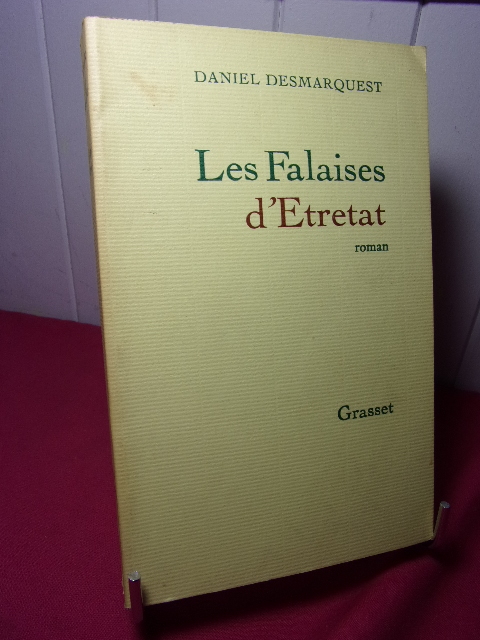 DANIEL DESMARQUEST
Les Falaises
d'Etretat
roman
Grasset